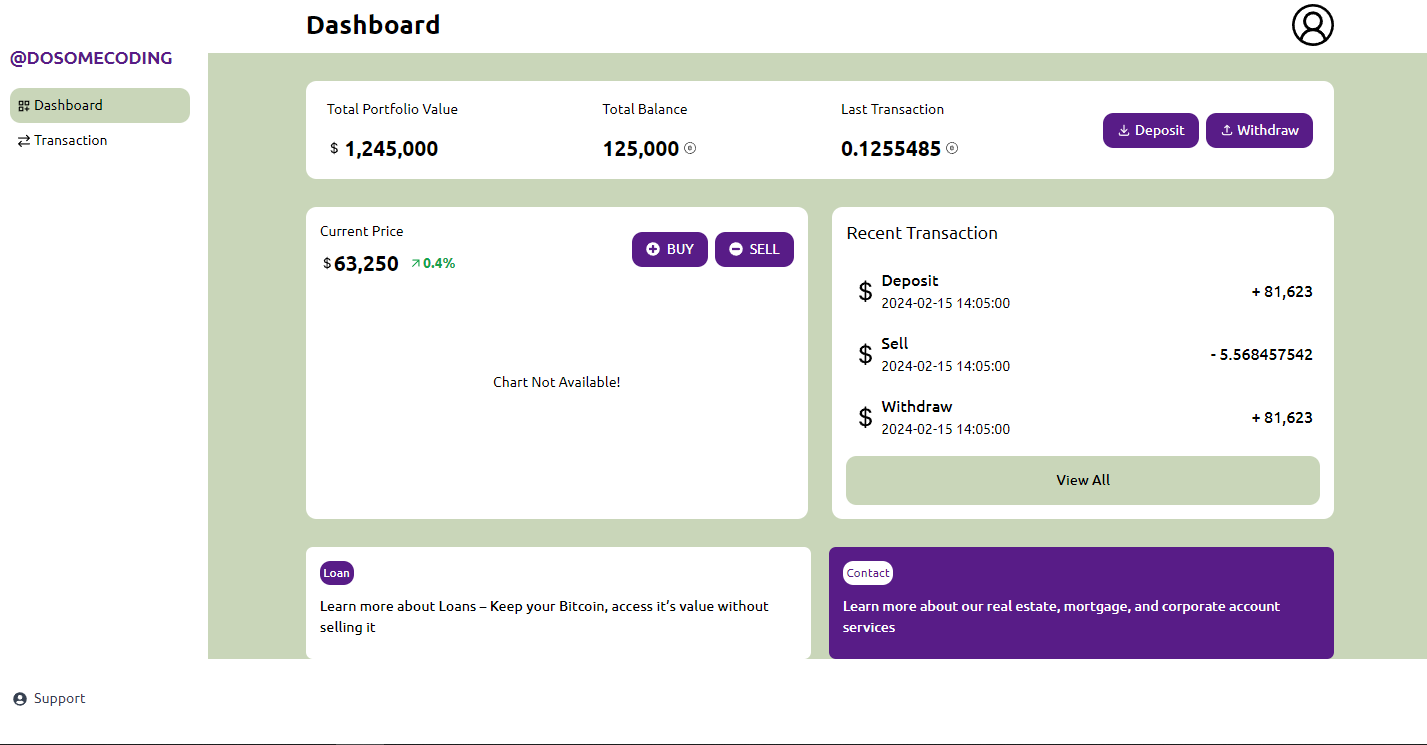 Dashboard
@DOSOMECODING
Dashboard
Transaction
Total Portfolio Value
$ 1,245,000
Total Balance
125,000
Last Transaction
0.1255485
Deposit
Withdraw
Current Price
$ 63,250 0.4%
BUY
SELL
Chart Not Available!
Recent Transaction
$ Deposit
2024-02-15 14:05:00
+ 81,623
$ Sell
2024-02-15 14:05:00
- 5.568457542
$ Withdraw
2024-02-15 14:05:00
+ 81,623
View All
Loan
Learn more about Loans – Keep your Bitcoin, access it’s value without
selling it
Contact
Learn more about our real estate, mortgage, and corporate account
services
Support